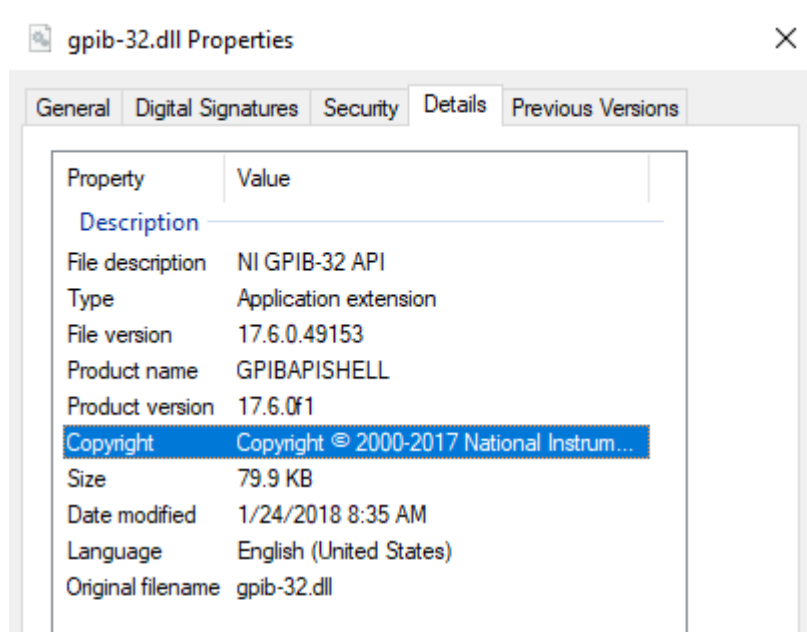 gpib-32.dll Properties
General Digital Signatures Security Details Previous Versions
Property Value
Description
File description NI GPIB-32 API
Type Application extension
File version 17.6.0.49153
Product name GPIBAPISHELL
Product version 17.6.0f1
Copyright Copyright © 2000-2017 National Instrum...
Size 79.9 KB
Date modified 1/24/2018 8:35 AM
Language English (United States)
Original filename gpib-32.dll